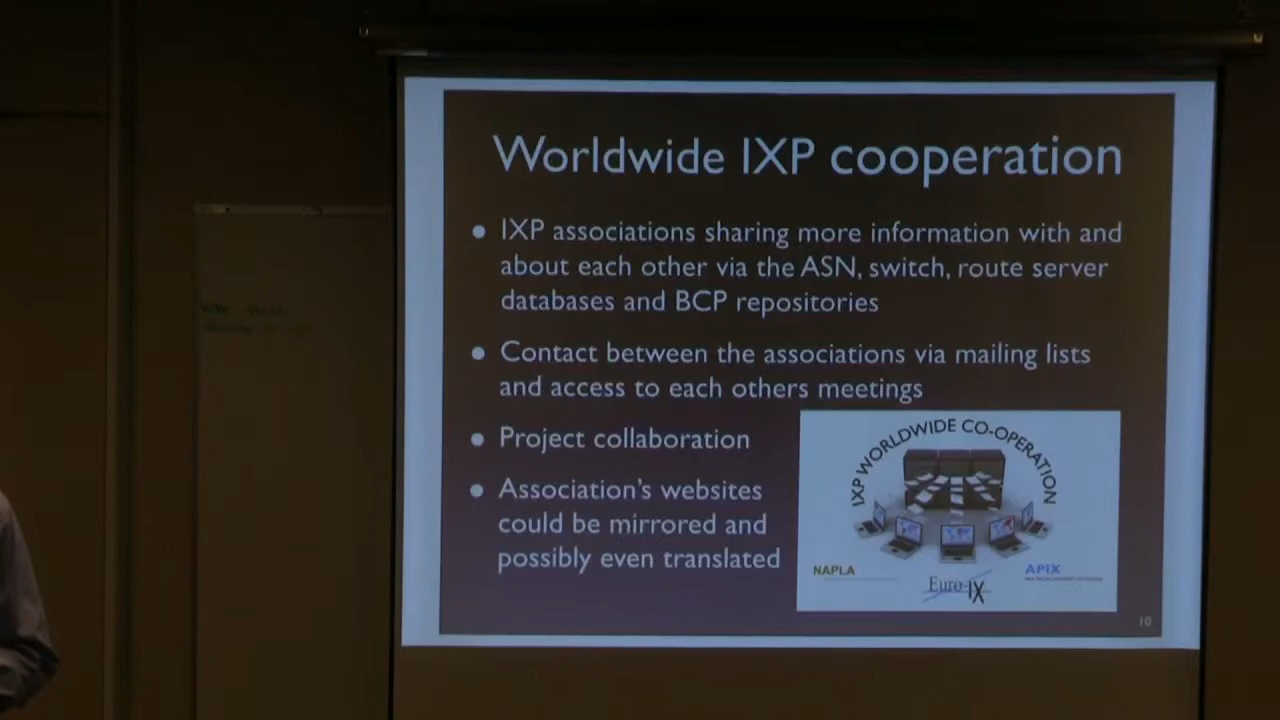 Worldwide IXP cooperation
• IXP associations sharing more information with and
about each other via the ASN, switch, route server
databases and BCP repositories
• Contact between the associations via mailing lists
and access to each others meetings
• Project collaboration
• Association's websites
could be mirrored and
possibly even translated
IXP WORLDWIDE CO-OPERATION
NAPLA
Euro-IX
APIX
10